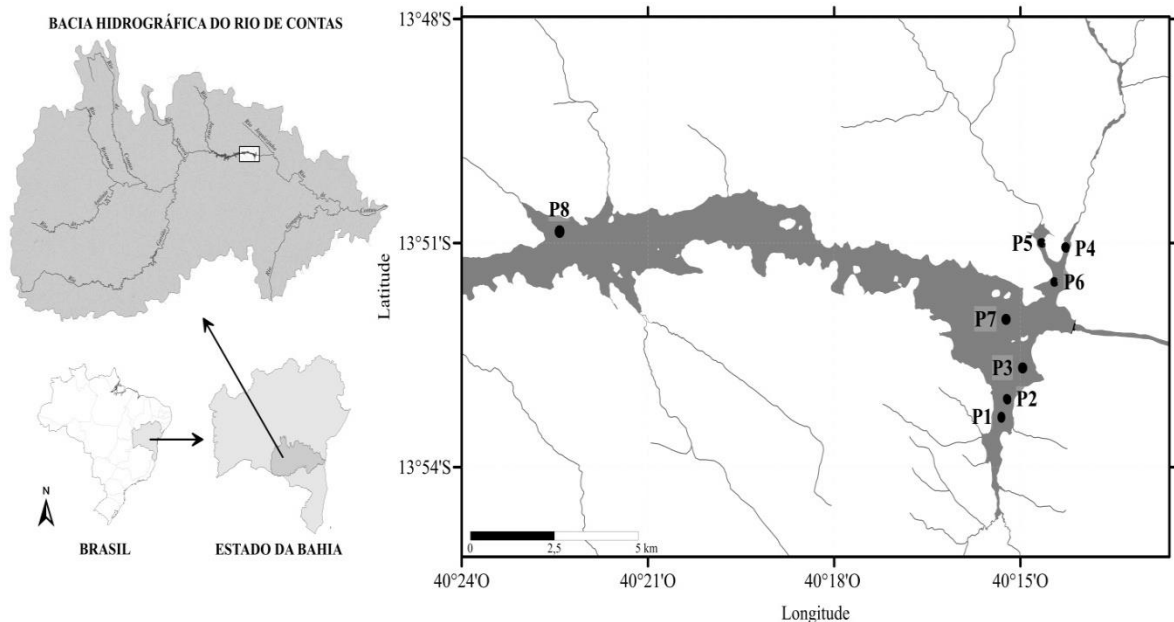 BACIA HIDROGRÁFICA DO RIO DE CONTAS
N
BRASIL
ESTADO DA BAHIA
13°48'S
13°51'S
13°54'S
Latitude
P8
P5
P4
P6
P7
P3
P2
P1
0
2,5
5 km
40°24'O
40°21'O
40°18'O
40°15'O
Longitude